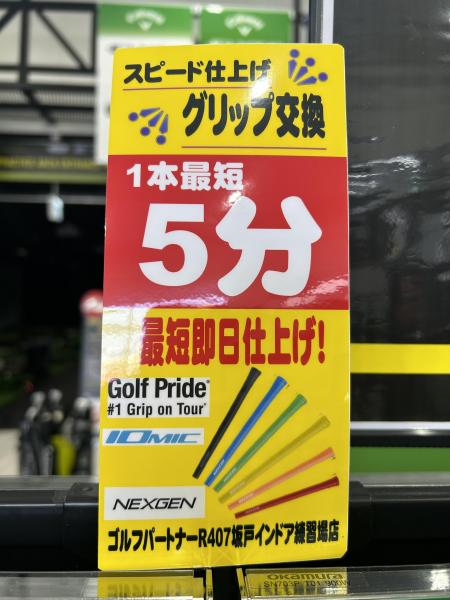 スピード仕上げ
グリップ交換
1本最短
5分
最短即日仕上げ!
Golf Pride®
#1 Grip on Tour®
IOMIC
NEXGEN
ゴルフパートナーR407坂戸インドア練習場店
Okamura